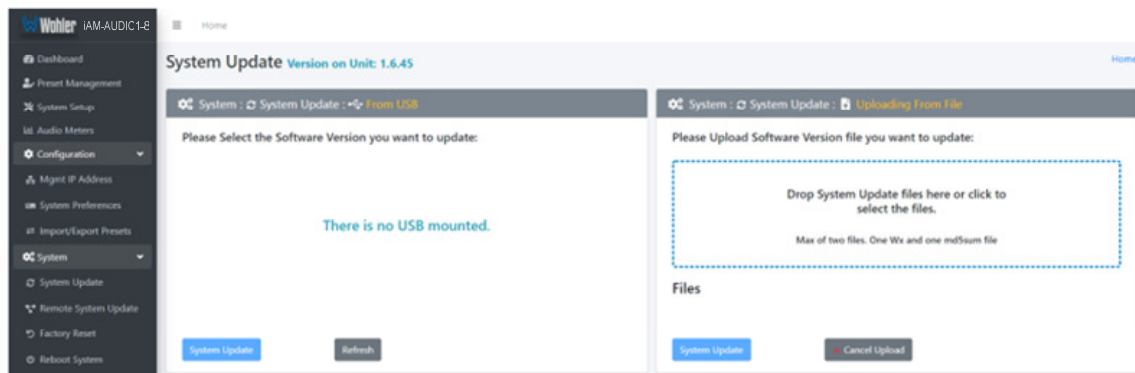 Wohler iAM-AUDIC1-8
Home
Dashboard
Preset Management
System Setup
Audio Meters
Configuration
Mgmt IP Address
System Preferences
Import/Export Presets
System
System Update
Remote System Update
Factory Reset
Reboot System
System Update Version on Unit: 1.6.45
Home
System : System Update : From USB
Please Select the Software Version you want to update:
There is no USB mounted.
System Update Refresh
System : System Update : Uploading From File
Please Upload Software Version file you want to update:
Drop System Update files here or click to
select the files.
Max of two files. One Wx and one md5sum file
Files
System Update Cancel Upload